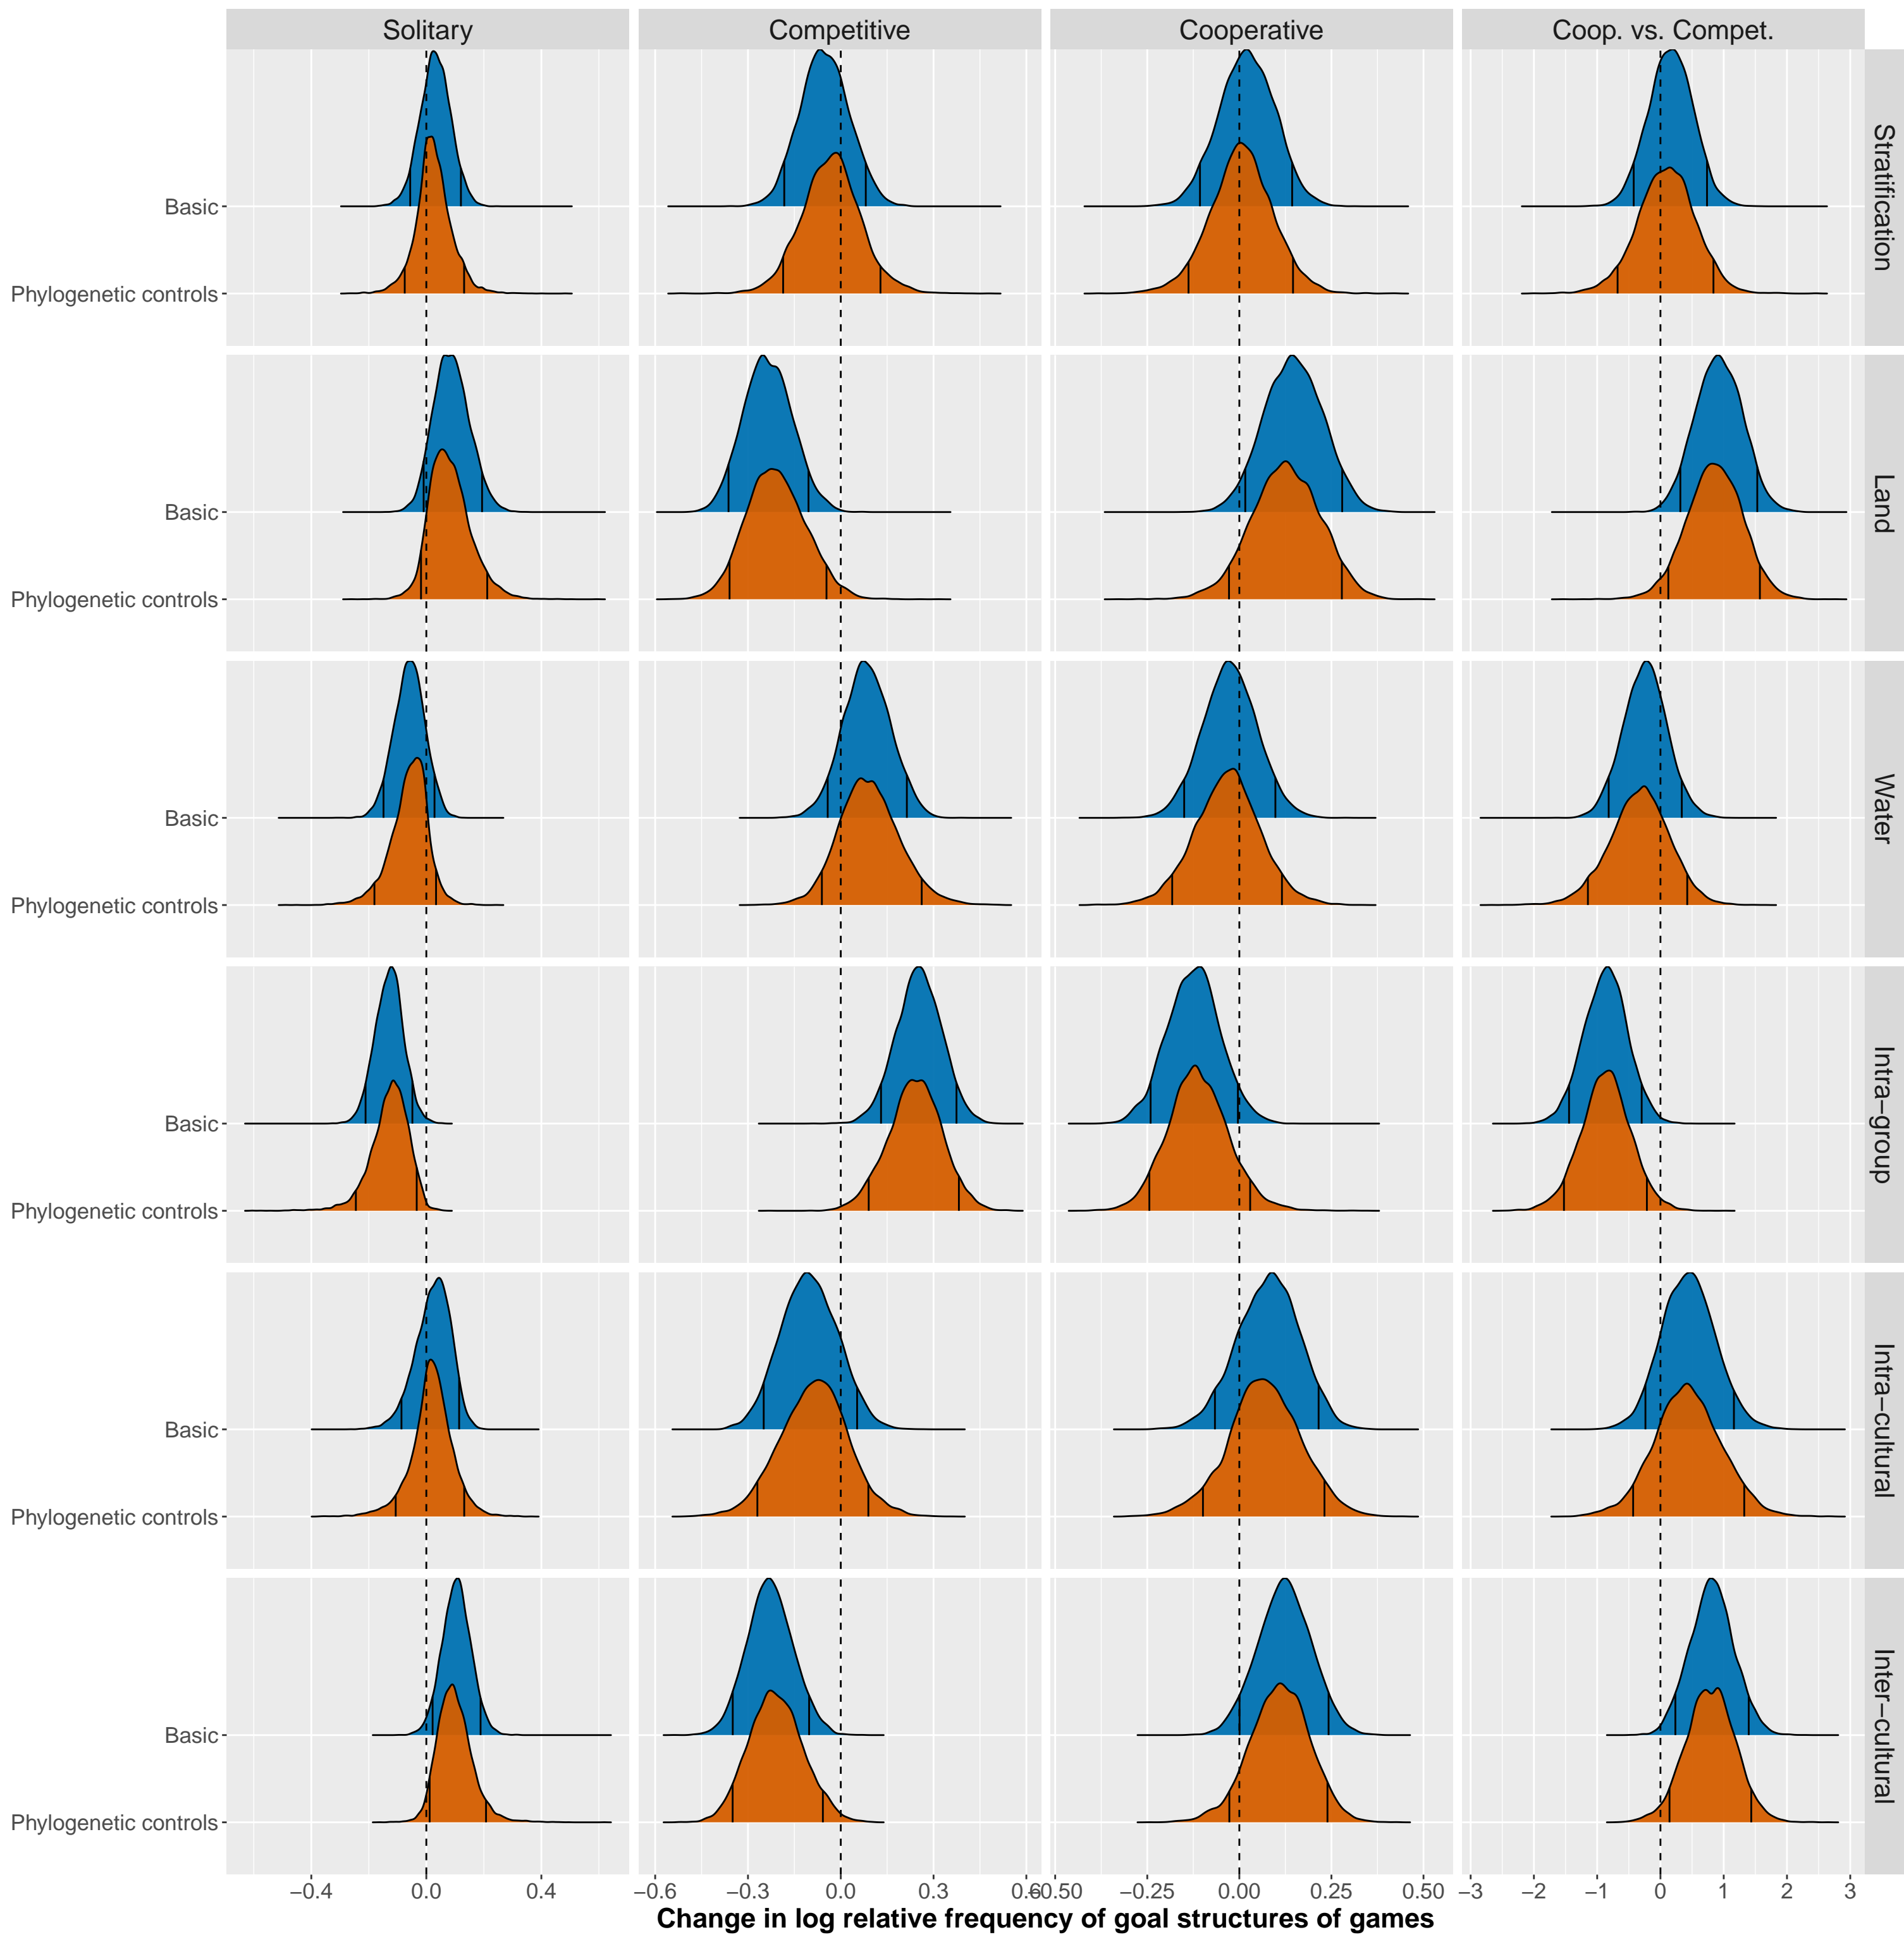 Solitary Competitive Cooperative Coop. vs. Compet.
Stratification
Basic
Phylogenetic controls
Land
Basic
Phylogenetic controls
Water
Basic
Phylogenetic controls
Intra−group
Basic
Phylogenetic controls
Intra−cultural
Basic
Phylogenetic controls
Inter−cultural
Basic
Phylogenetic controls
−0.4 0.0 0.4 −0.6 −0.3 0.0 0.3 0.6 −0.50 −0.25 0.00 0.25 0.50 −3 −2 −1 0 1 2 3
Change in log relative frequency of goal structures of games